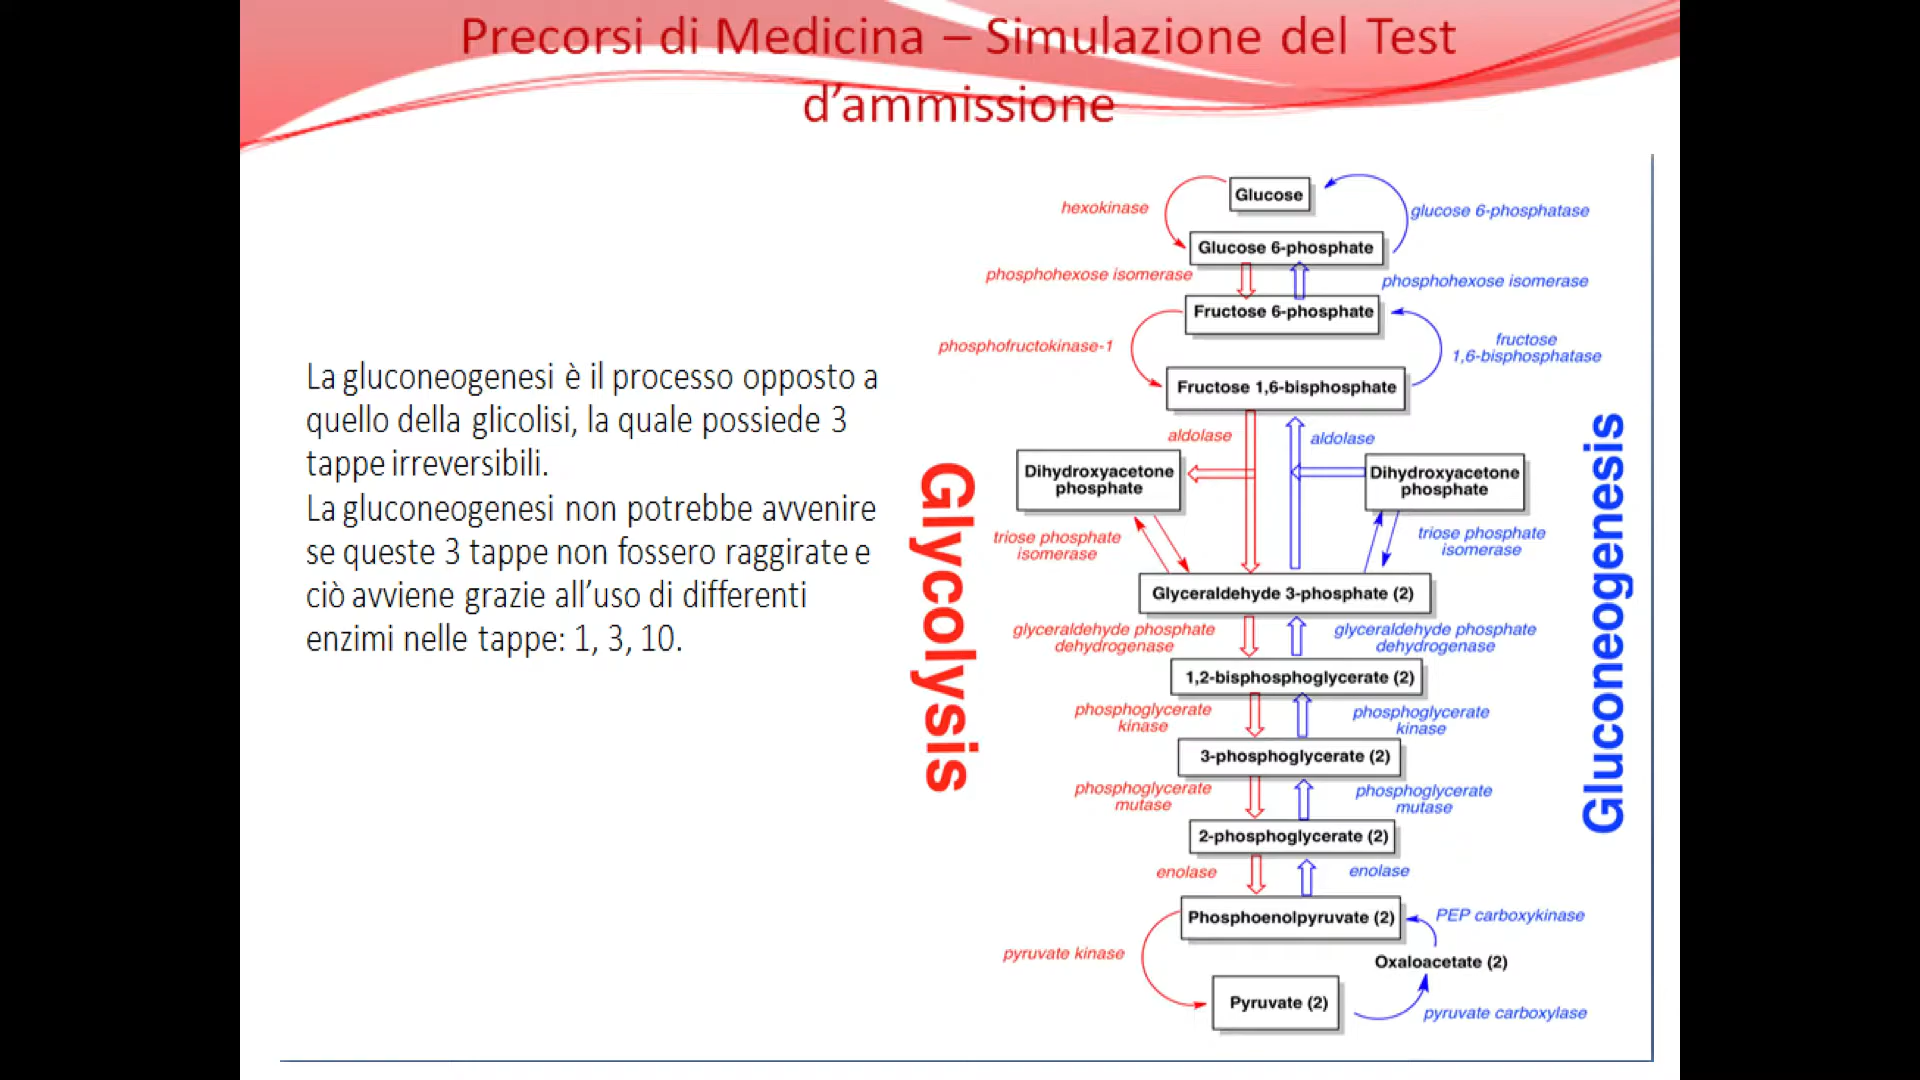 Precorsi di Medicina – Simulazione del Test
d’ammissione
La gluconeogenesi è il processo opposto a
quello della glicolisi, la quale possiede 3
tappe irreversibili.
La gluconeogenesi non potrebbe avvenire
se queste 3 tappe non fossero raggirate e
ciò avviene grazie all’uso di differenti
enzimi nelle tappe: 1, 3, 10.
Glycolysis
Glucose
hexokinase
glucose 6-phosphatase
Glucose 6-phosphate
phosphohexose isomerase
phosphohexose isomerase
Fructose 6-phosphate
phosphofructokinase-1
fructose
1,6-bisphosphatase
Fructose 1,6-bisphosphate
aldolase
aldolase
Dihydroxyacetone
phosphate
Dihydroxyacetone
phosphate
triose phosphate
isomerase
triose phosphate
isomerase
Glyceraldehyde 3-phosphate (2)
glyceraldehyde phosphate
dehydrogenase
glyceraldehyde phosphate
dehydrogenase
1,2-bisphosphoglycerate (2)
phosphoglycerate
kinase
phosphoglycerate
kinase
3-phosphoglycerate (2)
phosphoglycerate
mutase
phosphoglycerate
mutase
2-phosphoglycerate (2)
enolase
enolase
Phosphoenolpyruvate (2)
PEP carboxykinase
pyruvate kinase
Oxaloacetate (2)
Pyruvate (2)
pyruvate carboxylase
Gluconeogenesis